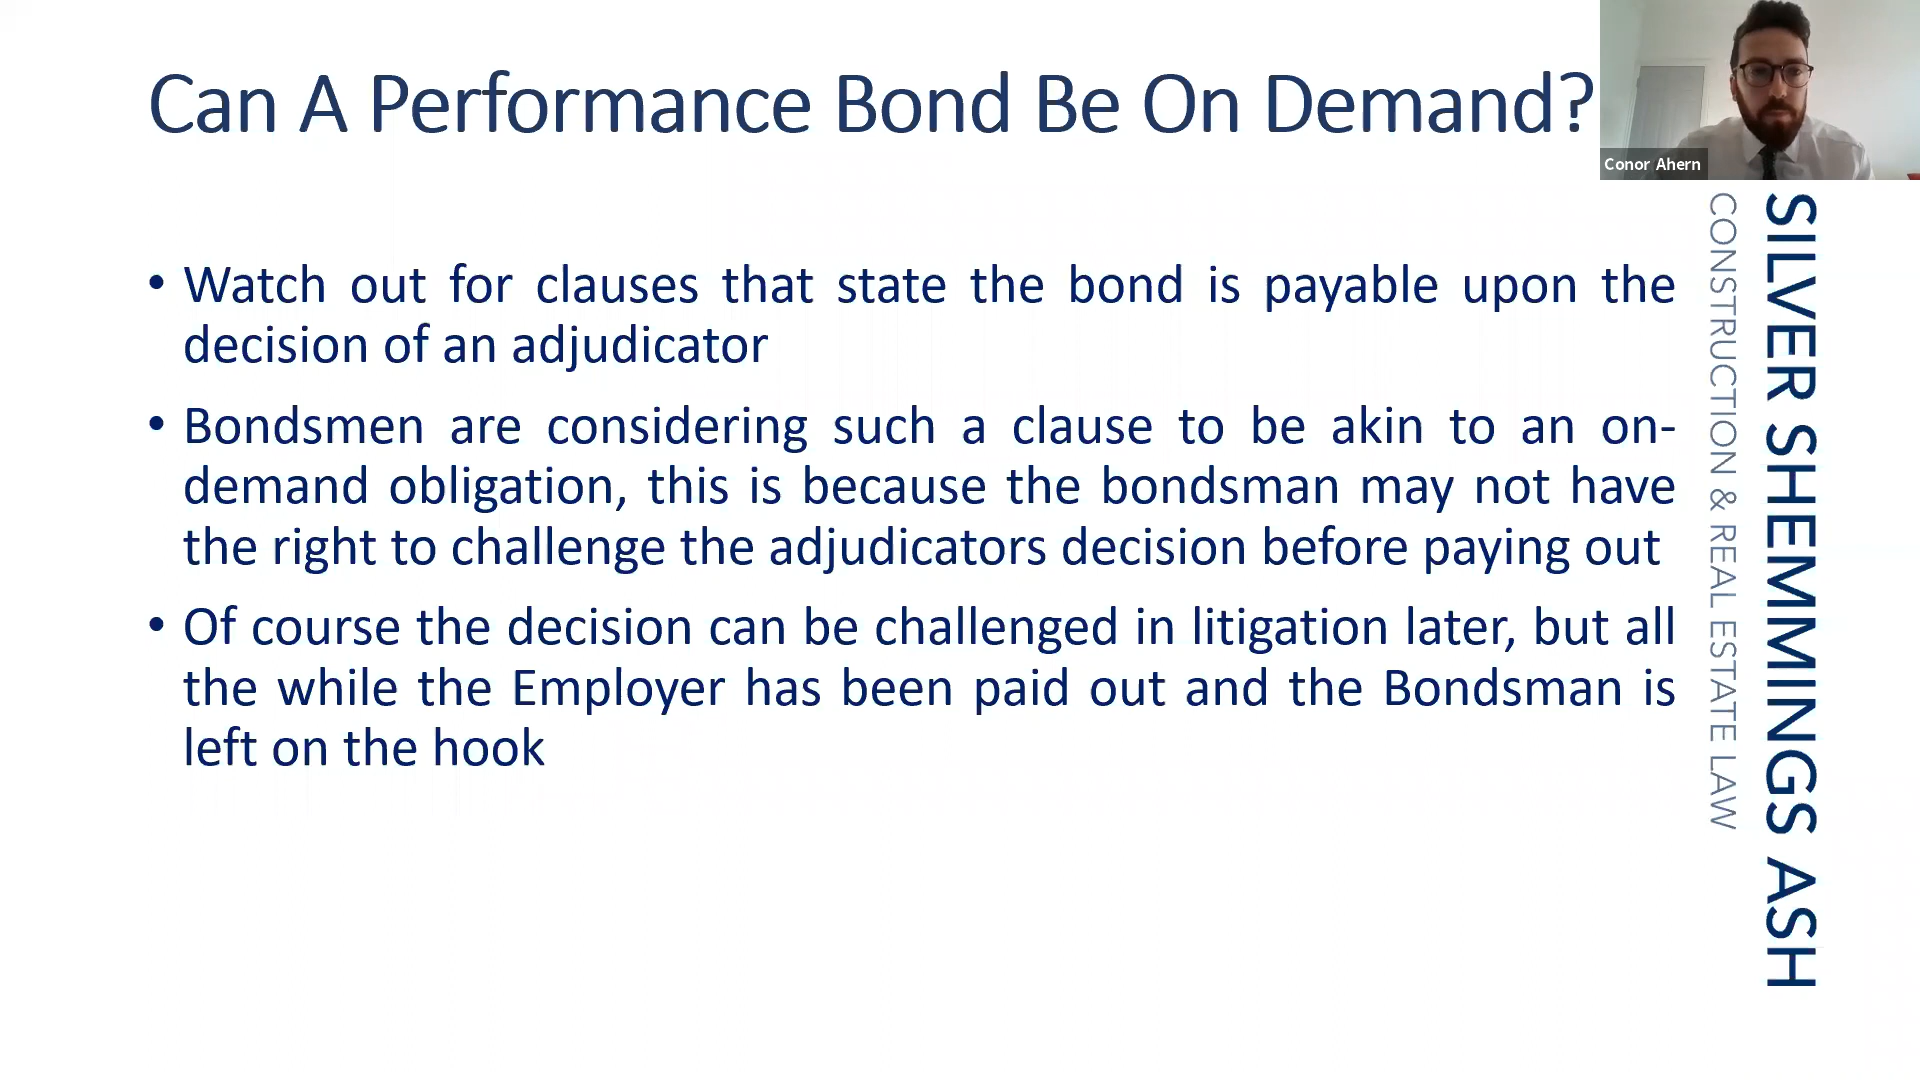 Can A Performance Bond Be On Demand?
Conor Ahern
• Watch out for clauses that state the bond is payable upon the
decision of an adjudicator
• Bondsmen are considering such a clause to be akin to an on-
demand obligation, this is because the bondsman may not have
the right to challenge the adjudicators decision before paying out
• Of course the decision can be challenged in litigation later, but all
the while the Employer has been paid out and the Bondsman is
left on the hook
SILVER SHEMMINGS ASH
CONSTRUCTION & REAL ESTATE LAW